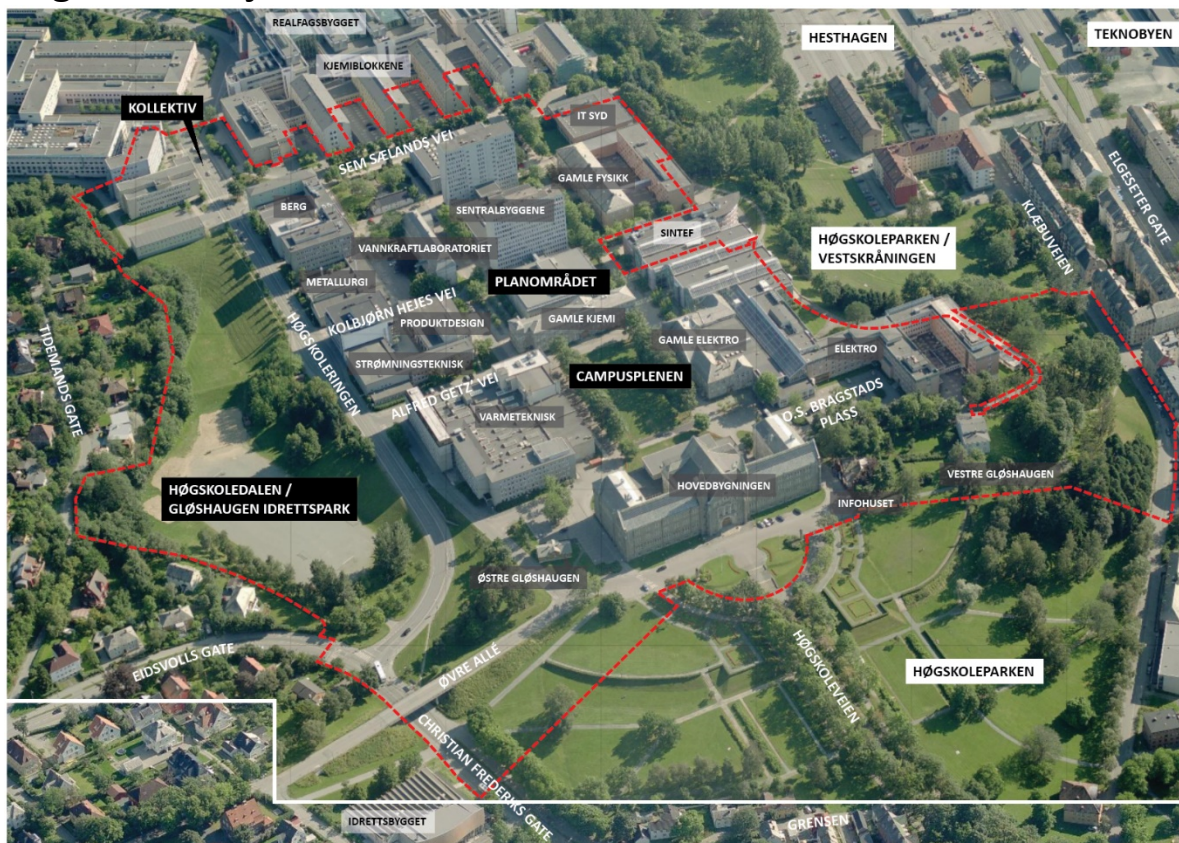 REALFAGSBYGGET
HESTHAGEN
TEKNOBYEN
KJEMIBLOKKENE
KOLLEKTIV
IT SYD
SEM SÆLANDS VEI
GAMLE FYSIKK
ELGESETER GATE
BERG
SENTRALBYGGENE
KLÆBUVEIEN
SINTEF
HØGSKOLEPARKEN /
VESTSKRÅNINGEN
VANNKRAFTLABORATORIET
METALLURGI
PLANOMRÅDET
KOLBJØRN HEJES VEI
PRODUKTDESIGN
GAMLE KJEMI
GAMLE ELEKTRO
ELEKTRO
TIDEMANDS GATE
HØGSKOLERINGEN
STRØMNINGSTEKNISK
CAMPUSPLENEN
ALFRED GETZ' VEI
O.S. BRAGSTADS
PLASS
VARMETEKNISK
HØGSKOLEDALEN /
GLØSHAUGEN IDRETTSPARK
HOVEDBYGNINGEN
VESTRE GLØSHAUGEN
INFOHUSET
ØSTRE GLØSHAUGEN
EIDSVOLLS GATE
ØVRE ALLÉ
HØGSKOLEVEIEN
HØGSKOLEPARKEN
CHRISTIAN FREDERIKS GATE
IDRETTSBYGGET
GRENSEN